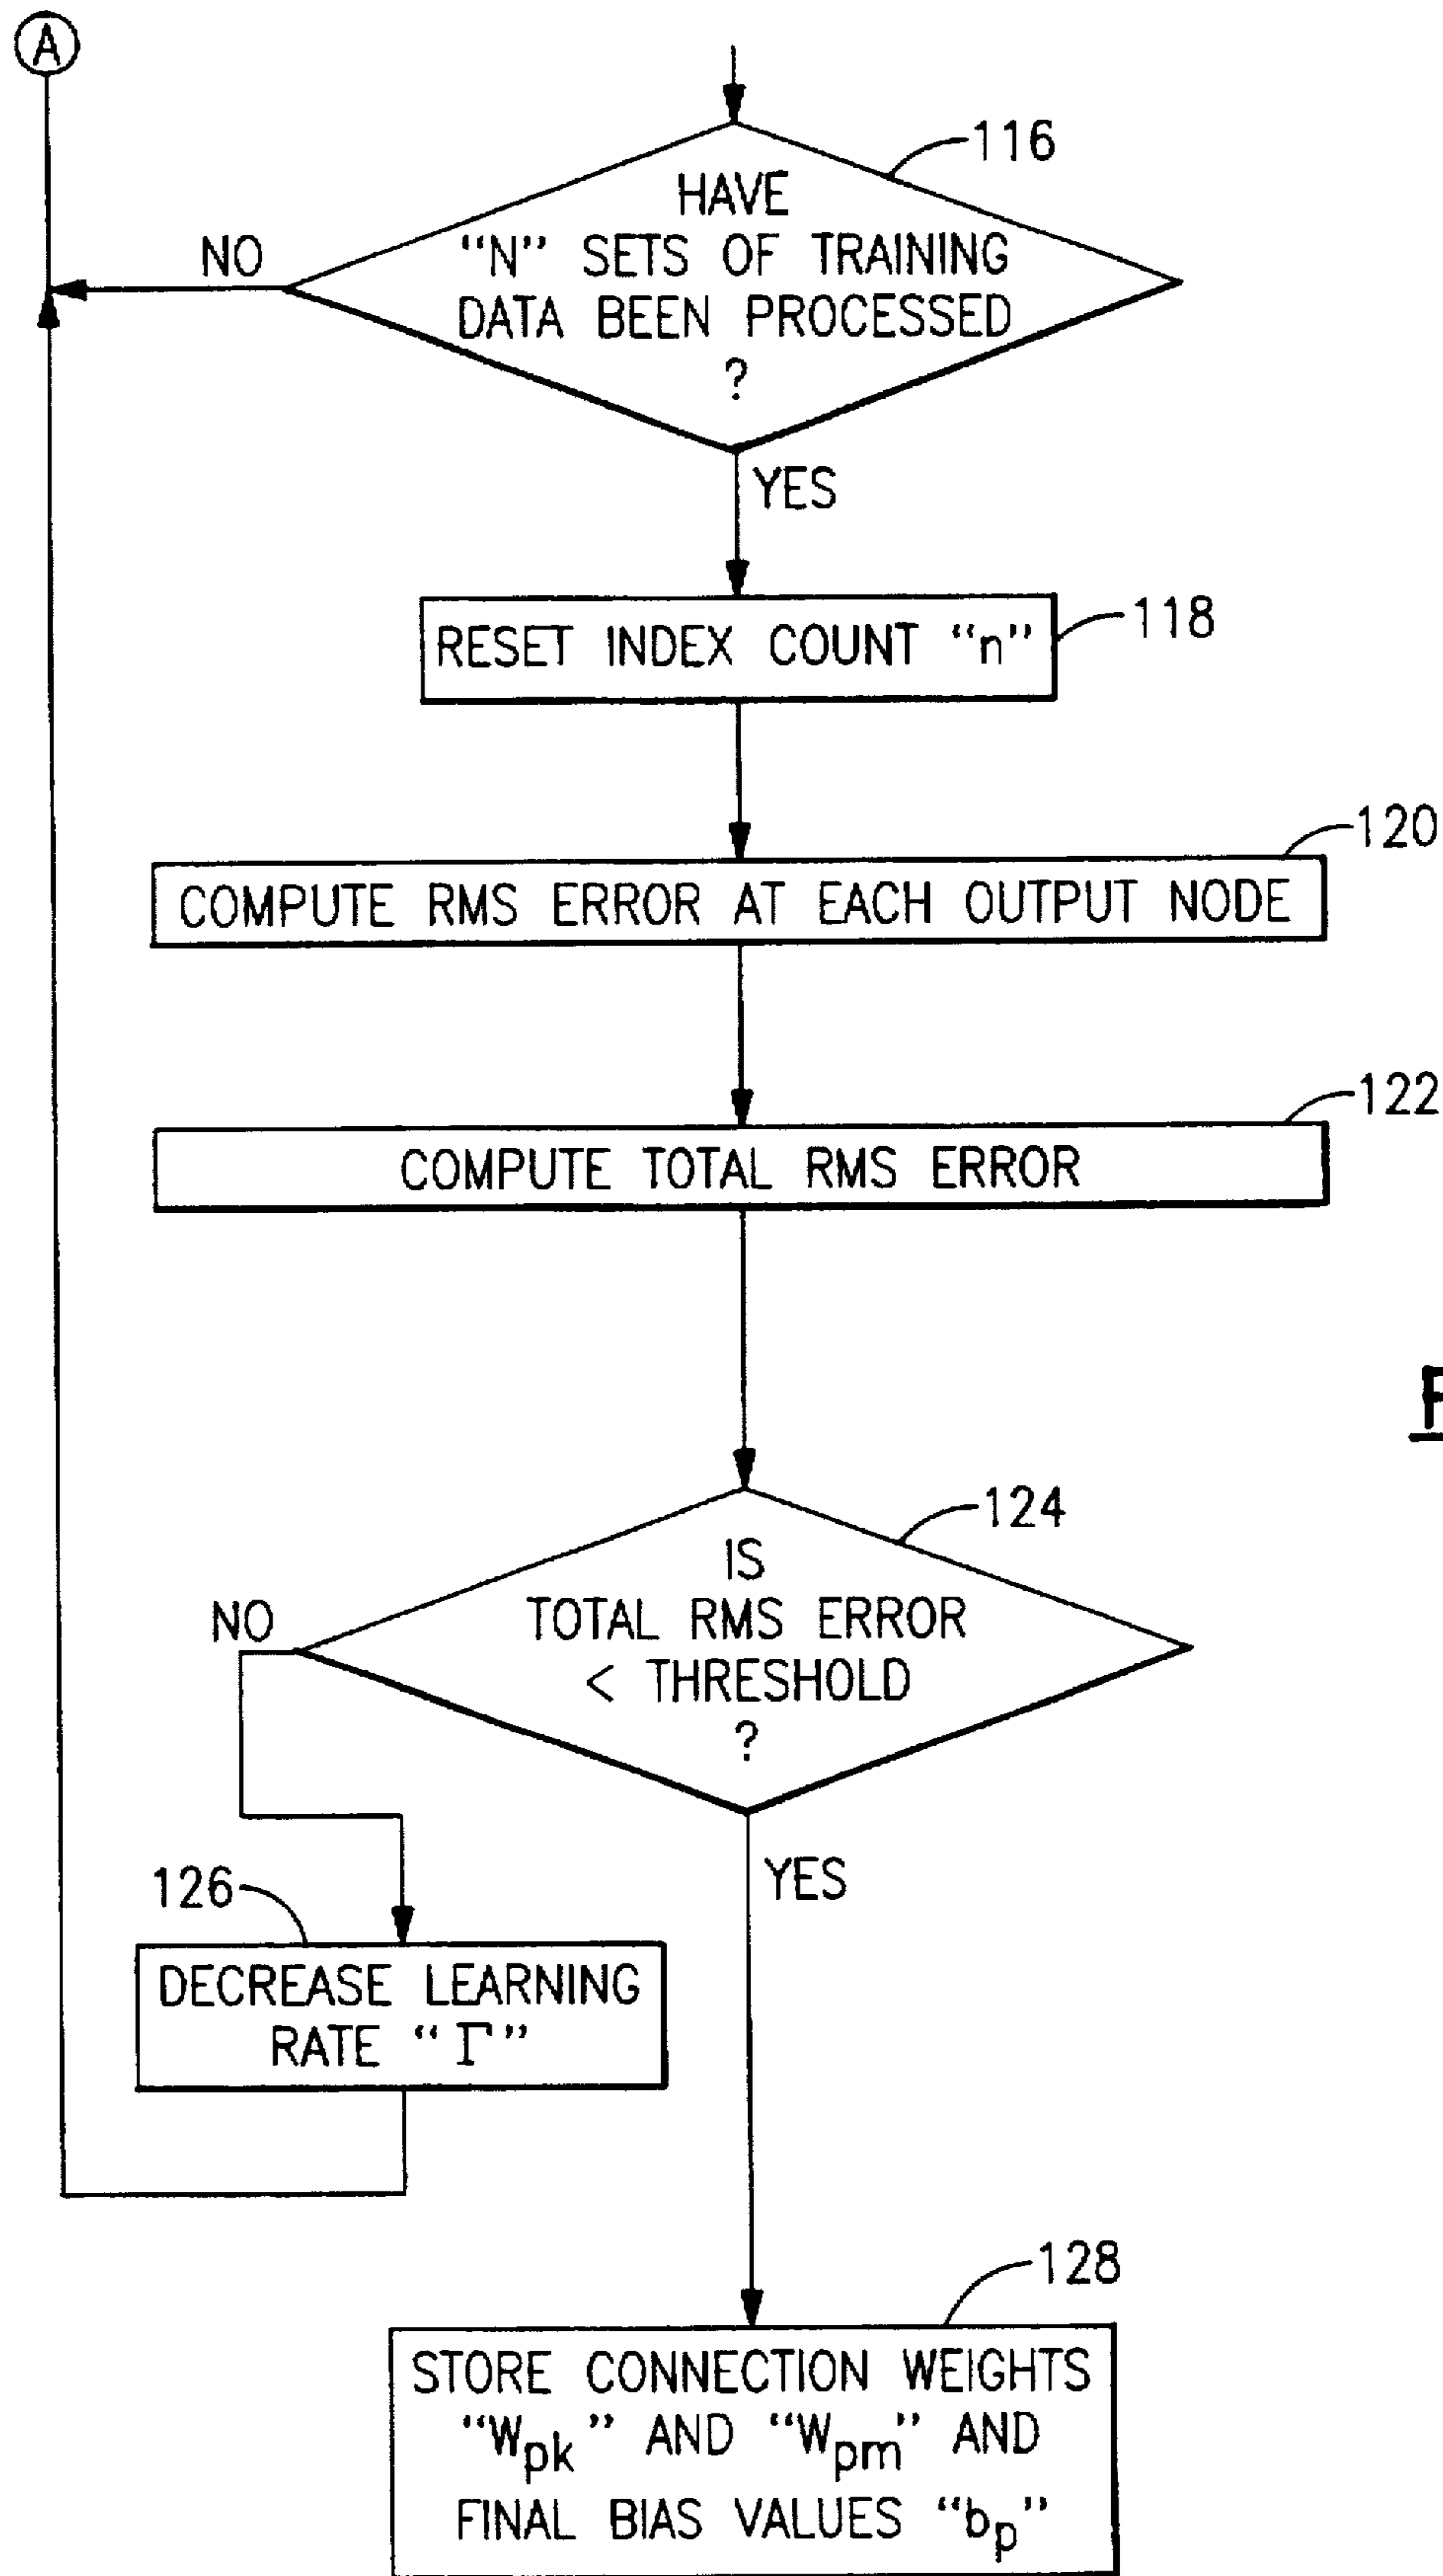 A
116
HAVE
"N" SETS OF TRAINING
DATA BEEN PROCESSED
?
NO
YES
RESET INDEX COUNT "n"
118
120
COMPUTE RMS ERROR AT EACH OUTPUT NODE
122
COMPUTE TOTAL RMS ERROR
124
IS
TOTAL RMS ERROR
< THRESHOLD
?
NO
YES
126
DECREASE LEARNING
RATE "Γ"
128
STORE CONNECTION WEIGHTS
"Wpk" AND "Wpm" AND
FINAL BIAS VALUES "bp"